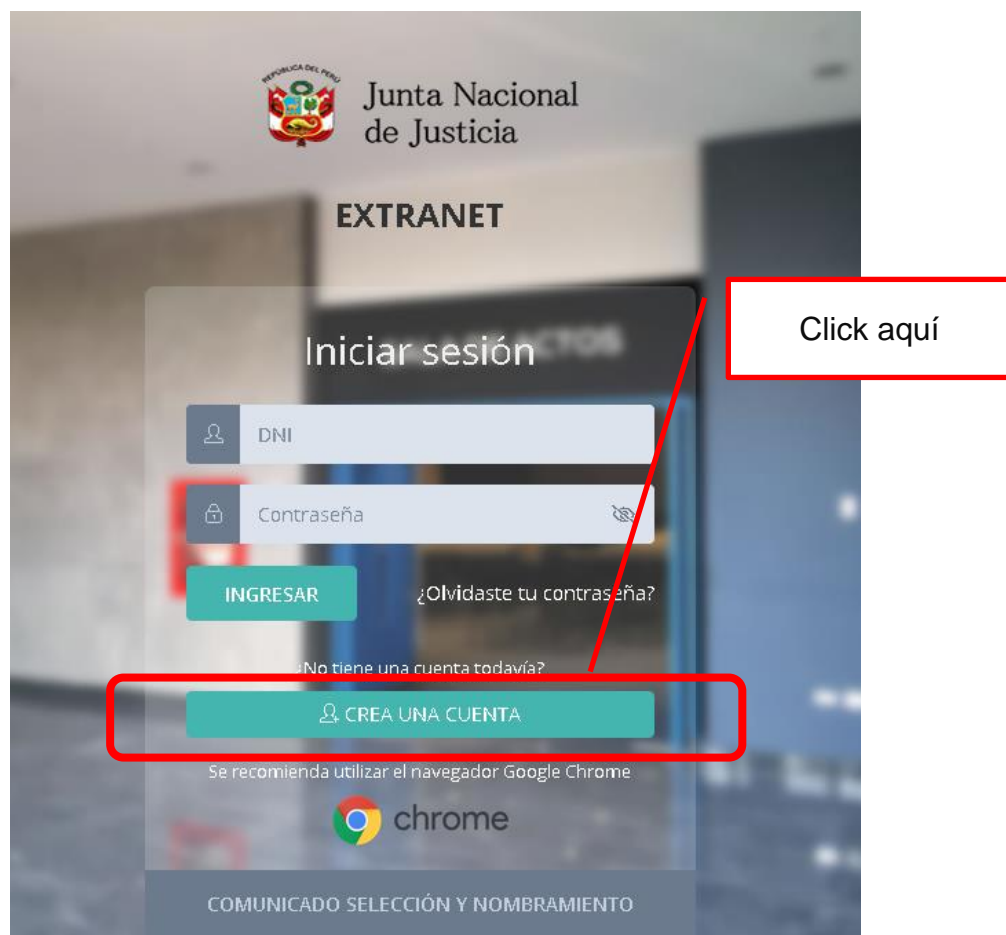 REPÚBLICA DEL PERÚ
Junta Nacional
de Justicia
EXTRANET
Click aquí
Iniciar sesión
DNI
Contraseña
INGRESAR
¿Olvidaste tu contraseña?
¿No tiene una cuenta todavía?
CREA UNA CUENTA
Se recomienda utilizar el navegador Google Chrome
chrome
COMUNICADO SELECCIÓN Y NOMBRAMIENTO